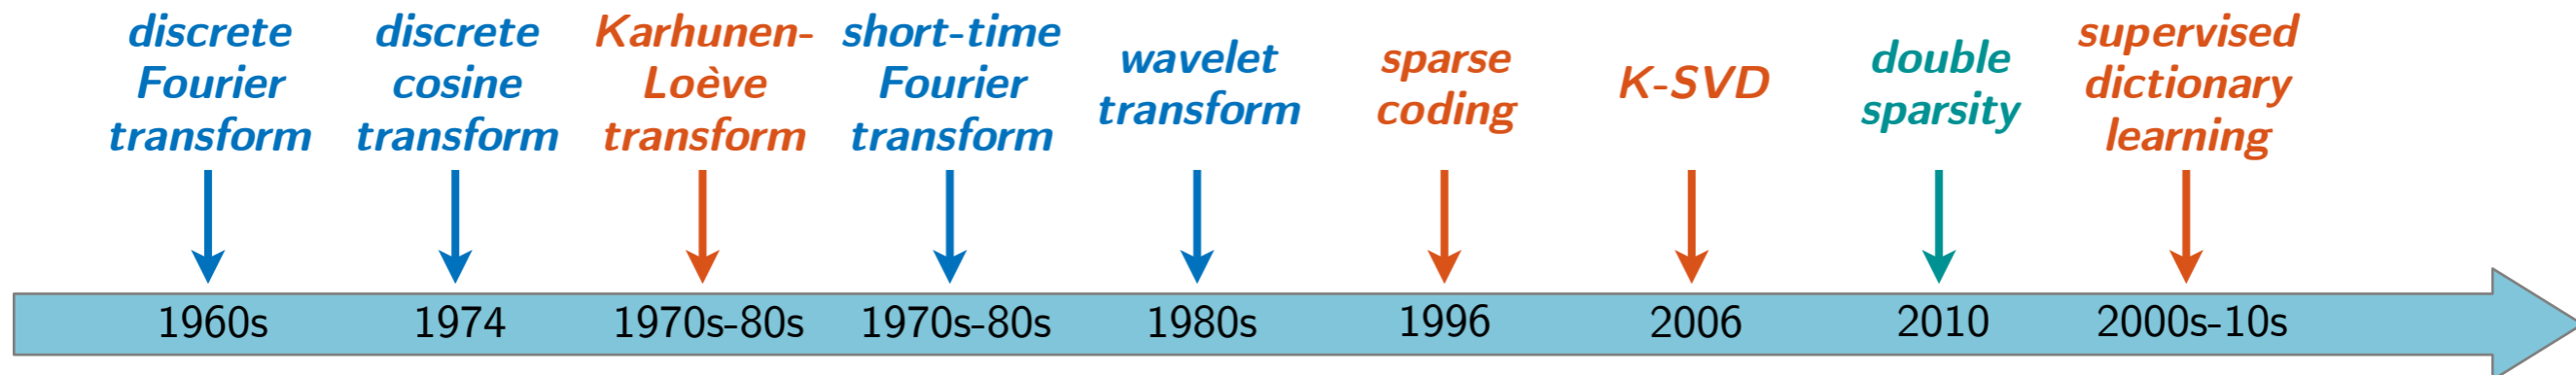 discrete
Fourier
transform
discrete
cosine
transform
Karhunen-
Loève
transform
short-time
Fourier
transform
wavelet
transform
sparse
coding
K-SVD
double
sparsity
supervised
dictionary
learning
1960s
1974
1970s-80s
1970s-80s
1980s
1996
2006
2010
2000s-10s